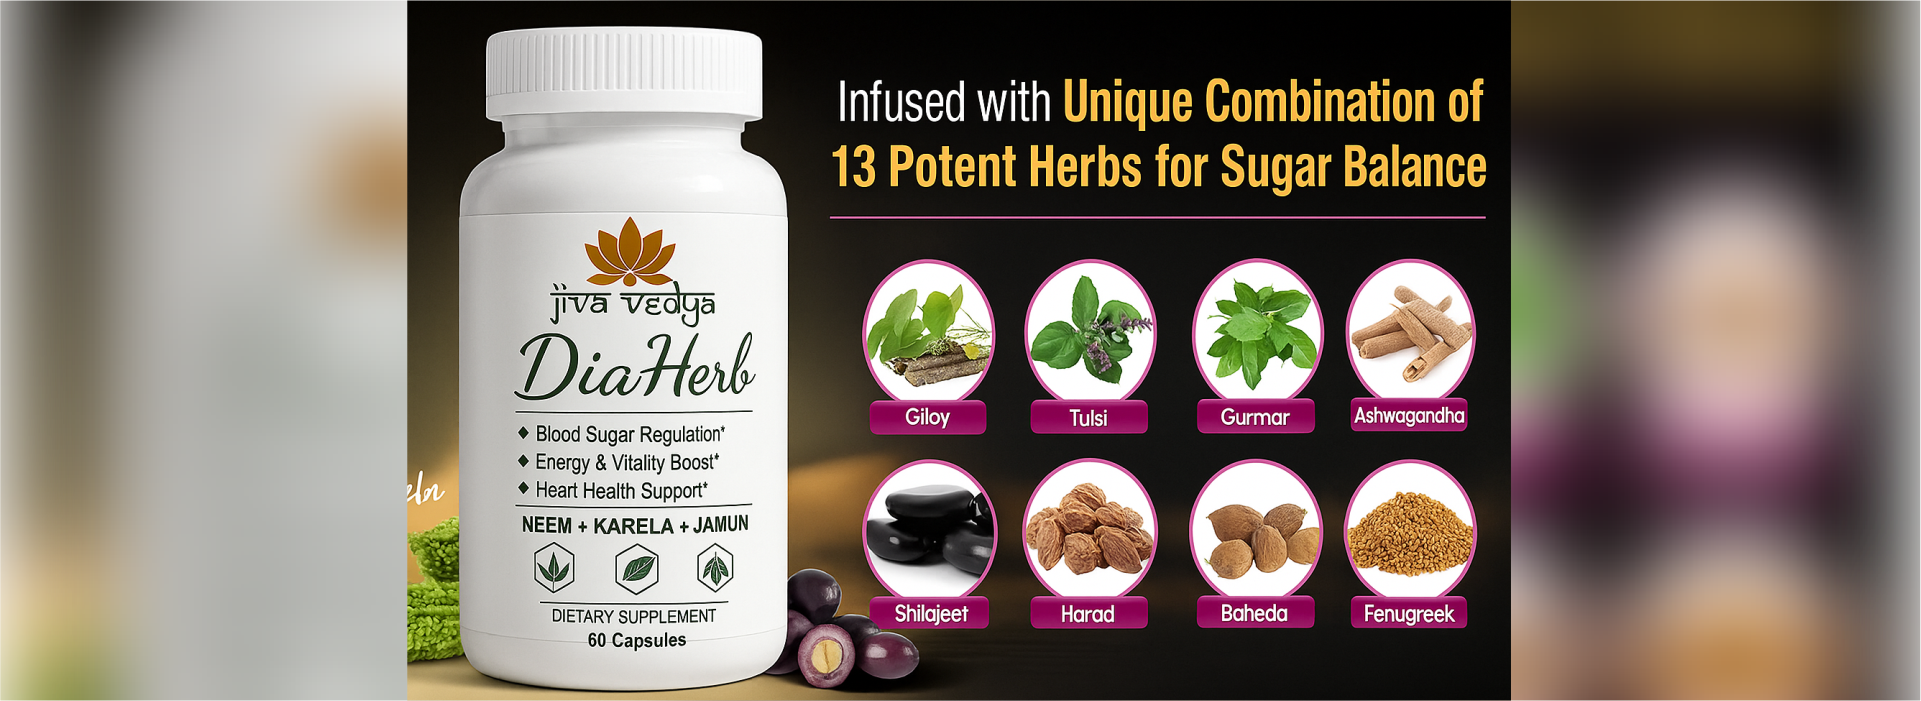 jiva vedya
DiaHerb
◆ Blood Sugar Regulation*
◆ Energy & Vitality Boost*
◆ Heart Health Support*
NEEM + KARELA + JAMUN
DIETARY SUPPLEMENT
60 Capsules
Infused with Unique Combination of
13 Potent Herbs for Sugar Balance
Giloy
Tulsi
Gurmar
Ashwagandha
Shilajeet
Harad
Baheda
Fenugreek